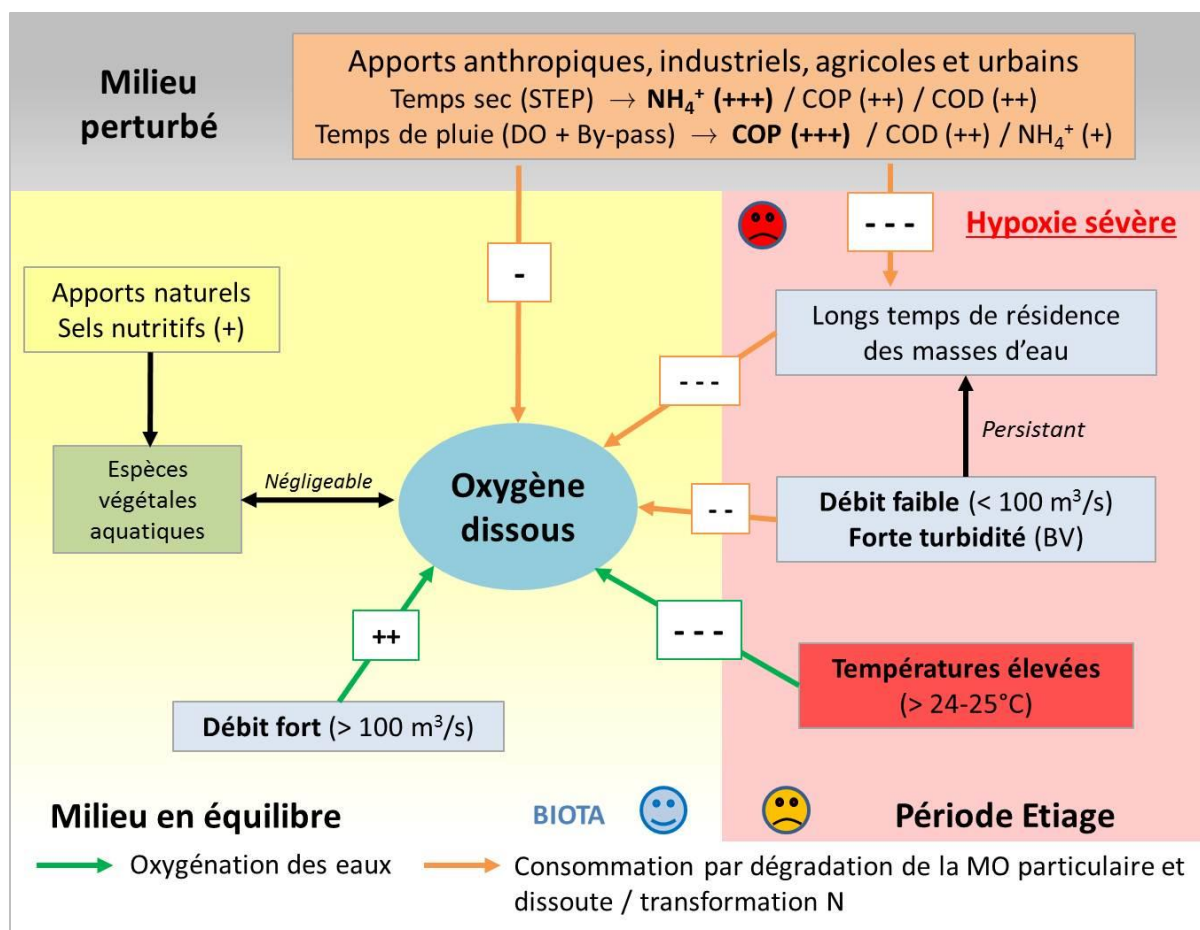 Milieu
perturbé
Apports anthropiques, industriels, agricoles et urbains
Temps sec (STEP) → NH₄⁺ (+++) / COP (++) / COD (++)
Temps de pluie (DO + By-pass) → COP (+++) / COD (++) / NH₄⁺ (+)
Hypoxie sévère
- - -
-
Apports naturels
Sels nutritifs (+)
Longs temps de résidence
des masses d'eau
- - -
Persistant
Espèces
végétales
aquatiques
Négligeable
Oxygène
dissous
- -
Débit faible (< 100 m³/s)
Forte turbidité (BV)
++
- - -
Températures élevées
(> 24-25°C)
Débit fort (> 100 m³/s)
Milieu en équilibre
BIOTA
Période Etiage
Oxygénation des eaux
Consommation par dégradation de la MO particulaire et
dissoute / transformation N